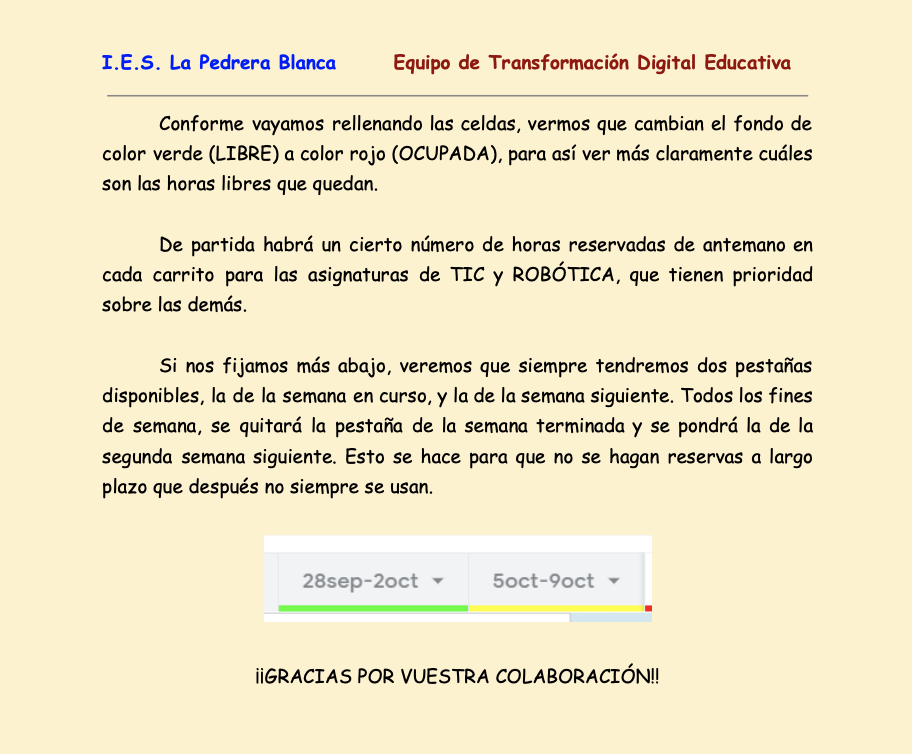 I.E.S. La Pedrera Blanca Equipo de Transformación Digital Educativa
Conforme vayamos rellenando las celdas, vermos que cambian el fondo de
color verde (LIBRE) a color rojo (OCUPADA), para así ver más claramente cuáles
son las horas libres que quedan.
De partida habrá un cierto número de horas reservadas de antemano en
cada carrito para las asignaturas de TIC y ROBÓTICA, que tienen prioridad
sobre las demás.
Si nos fijamos más abajo, veremos que siempre tendremos dos pestañas
disponibles, la de la semana en curso, y la de la semana siguiente. Todos los fines
de semana, se quitará la pestaña de la semana terminada y se pondrá la de la
segunda semana siguiente. Esto se hace para que no se hagan reservas a largo
plazo que después no siempre se usan.
28sep-2oct 5oct-9oct
¡¡GRACIAS POR VUESTRA COLABORACIÓN!!